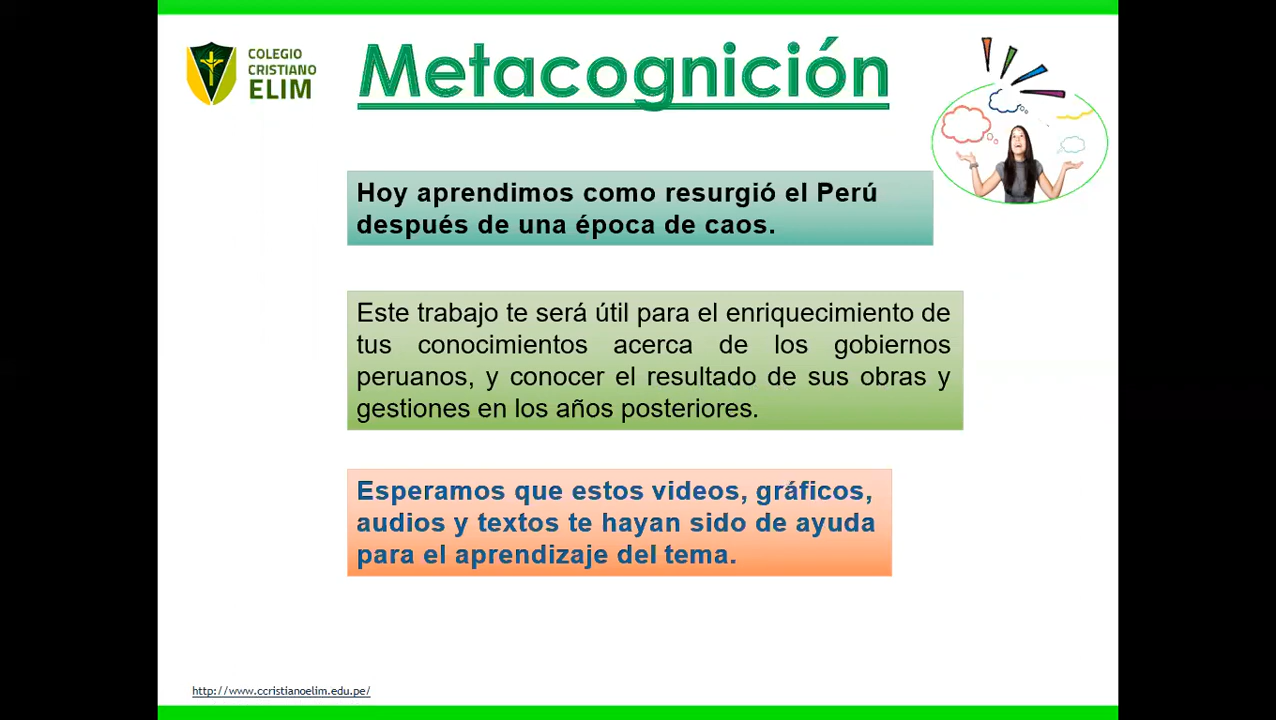 COLEGIO
CRISTIANO
ELIM
Metacognición
Hoy aprendimos como resurgió el Perú
después de una época de caos.
Este trabajo te será útil para el enriquecimiento de
tus conocimientos acerca de los gobiernos
peruanos, y conocer el resultado de sus obras y
gestiones en los años posteriores.
Esperamos que estos videos, gráficos,
audios y textos te hayan sido de ayuda
para el aprendizaje del tema.
http://www.ccristianoelim.edu.pe/